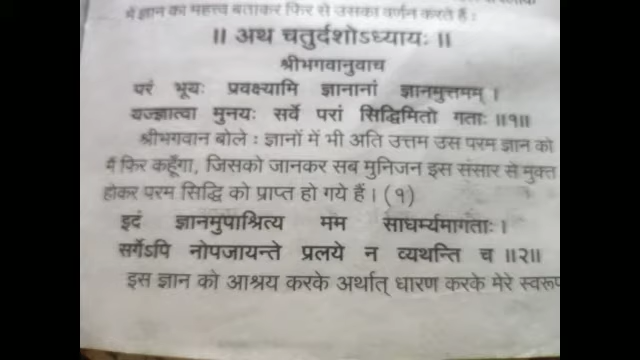 में ज्ञान का महत्त्व बताकर फिर से उसका वर्णन करते हैं :
॥ अथ चतुर्दशोऽध्यायः ॥
श्रीभगवानुवाच
परं भूयः प्रवक्ष्यामि ज्ञानानां ज्ञानमुत्तमम् ।
यज्ज्ञात्वा मुनयः सर्वे परां सिद्धिमितो गताः ॥१॥
श्रीभगवान बोले : ज्ञानों में भी अति उत्तम उस परम ज्ञान को
मैं फिर कहूँगा, जिसको जानकर सब मुनिजन इस संसार से मुक्त
होकर परम सिद्धि को प्राप्त हो गये हैं । (१)
इदं ज्ञानमुपाश्रित्य मम साधर्म्यमागताः ।
सर्गेऽपि नोपजायन्ते प्रलये न व्यथन्ति च ॥२॥
इस ज्ञान को आश्रय करके अर्थात् धारण करके मेरे स्वरूप